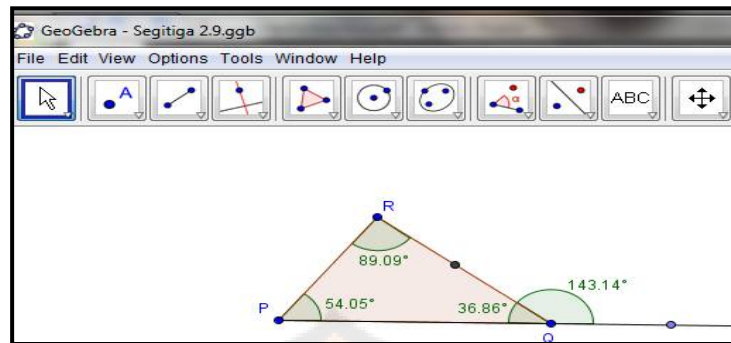 GeoGebra - Segitiga 2.9.ggb
File Edit View Options Tools Window Help
A
α
ABC
R
89.09°
143.14°
P
54.05°
36.86°
Q